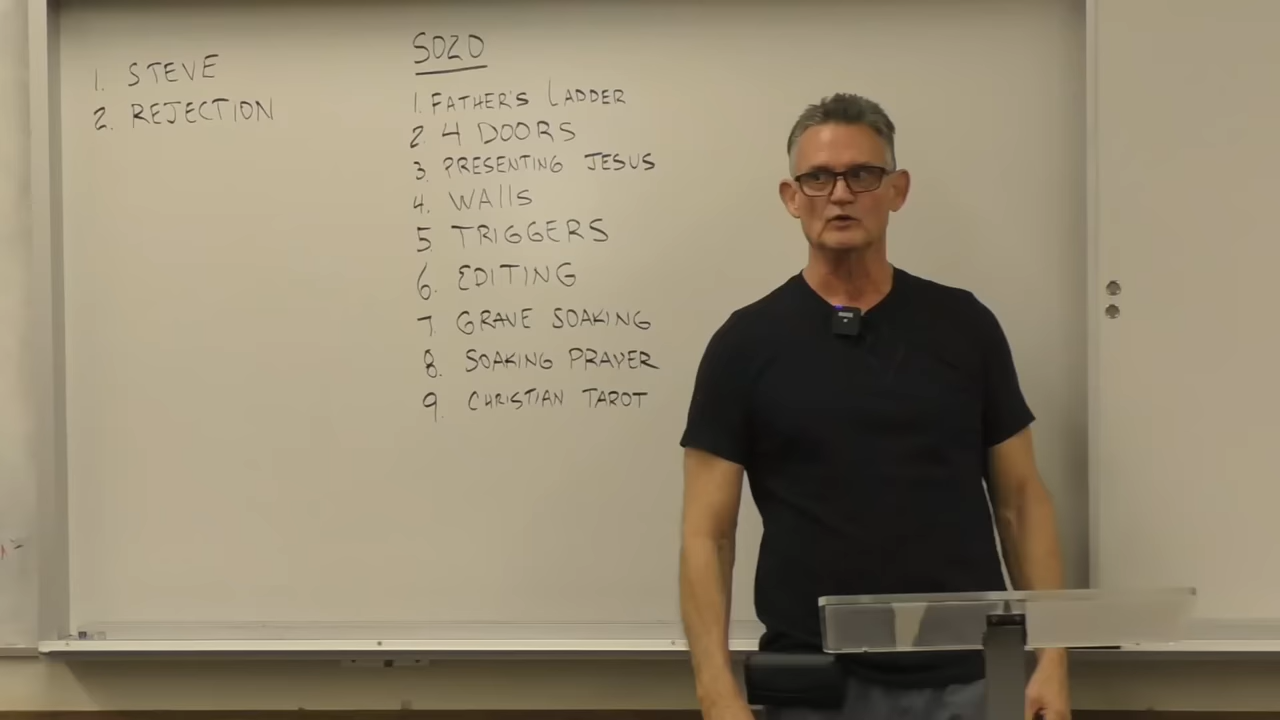 1. STEVE
2. REJECTION
SOZO
1. FATHER'S LADDER
2. 4 DOORS
3. PRESENTING JESUS
4. WALLS
5 TRIGGERS
6. EDITING
7 GRAVE SOAKING
8. SOAKING PRAYER
9. CHRISTIAN TAROT